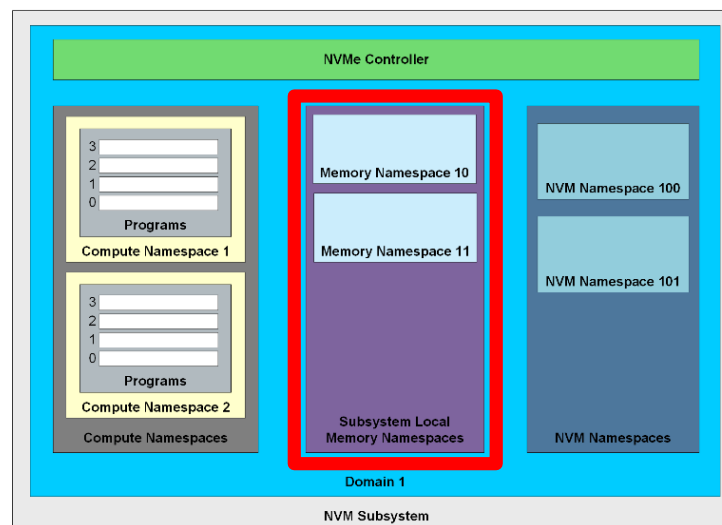 NVMe Controller
3
2
1
0
Programs
Compute Namespace 1
3
2
1
0
Programs
Compute Namespace 2
Compute Namespaces
Memory Namespace 10
Memory Namespace 11
Subsystem Local
Memory Namespaces
NVM Namespace 100
NVM Namespace 101
NVM Namespaces
Domain 1
NVM Subsystem